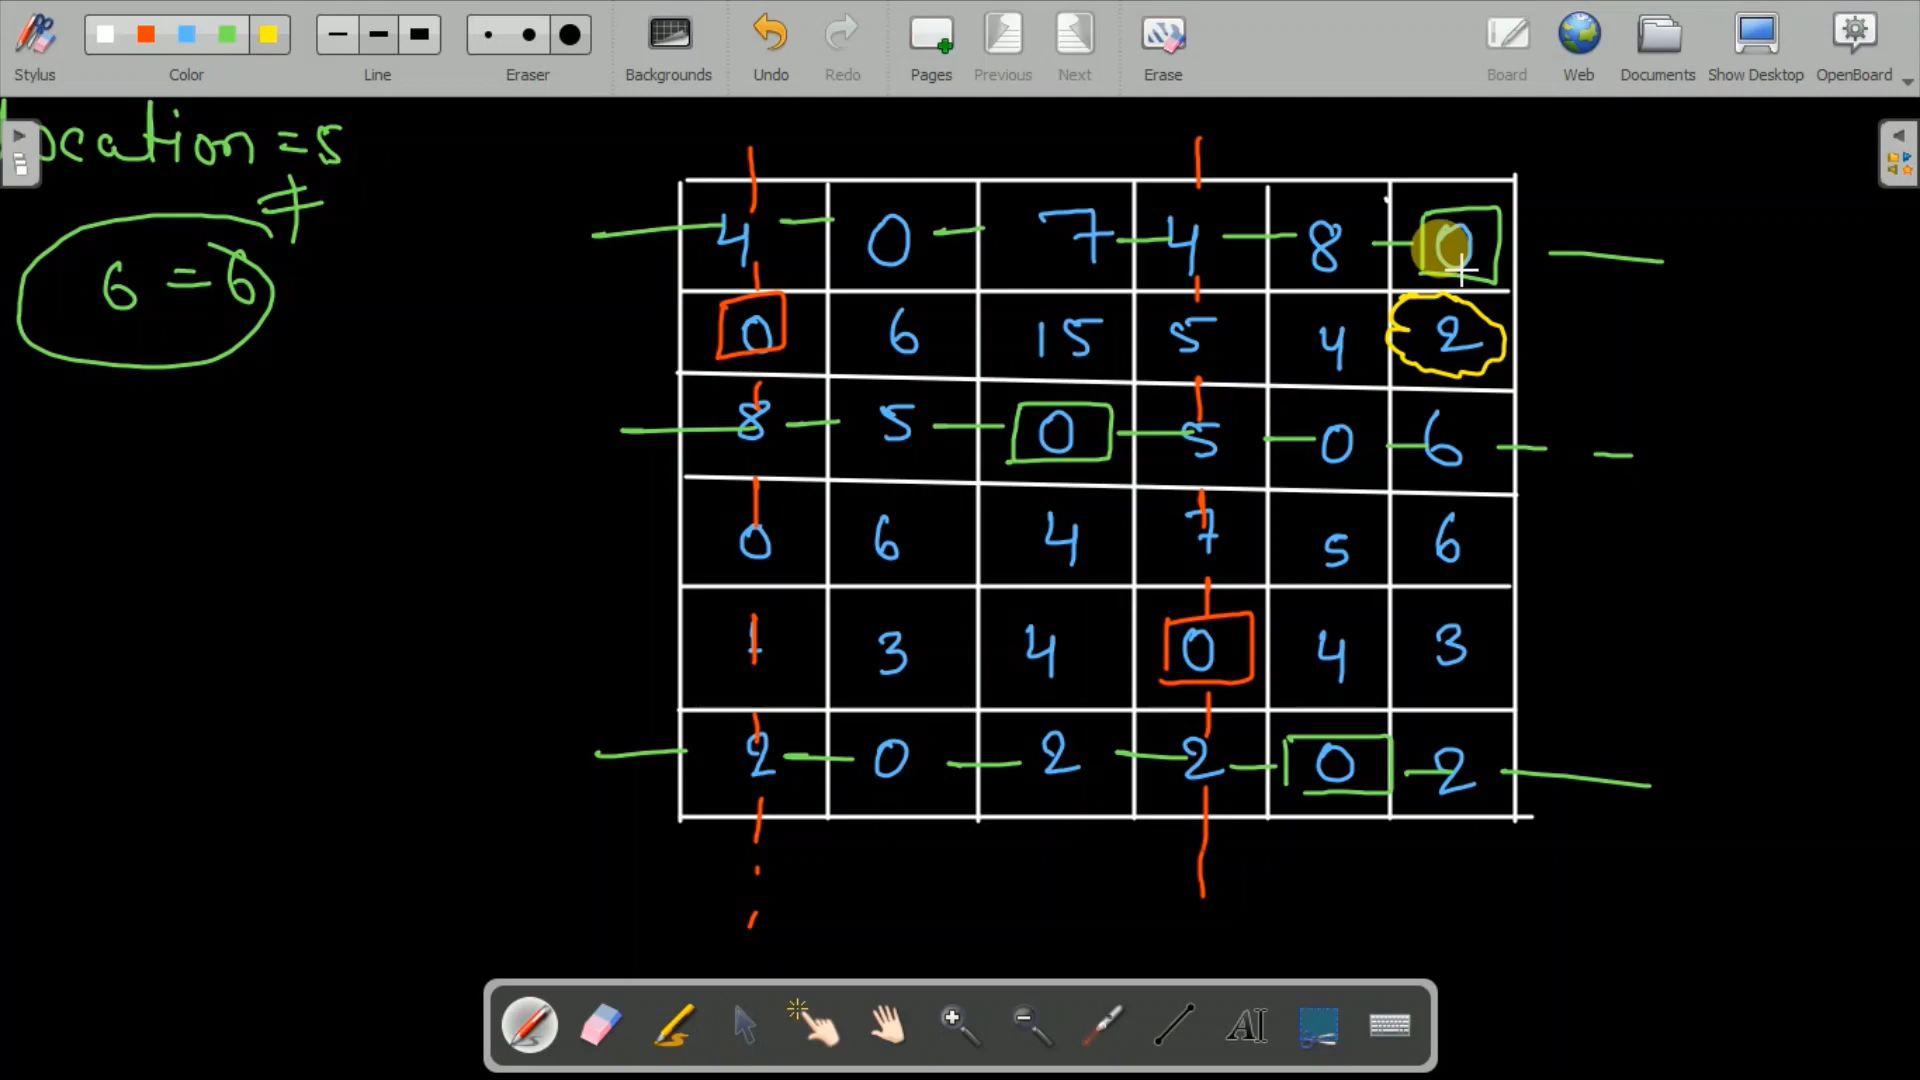 Stylus Color Line Eraser Backgrounds Undo Redo Pages Previous Next Erase Board Web Documents Show Desktop OpenBoard
location = 5
≠
6 = 6
4 0 7 4 8 0
0 6 15 5 4 2
8 5 0 5 0 6
0 6 4 7 5 6
1 3 4 0 4 3
2 0 2 2 0 2
AI